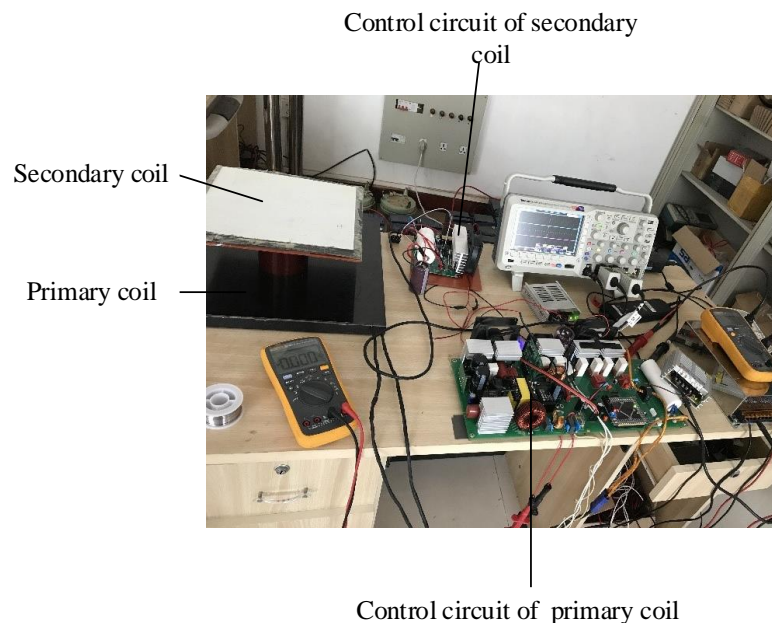 Control circuit of secondary
coil
Secondary coil
Primary coil
Control circuit of primary coil